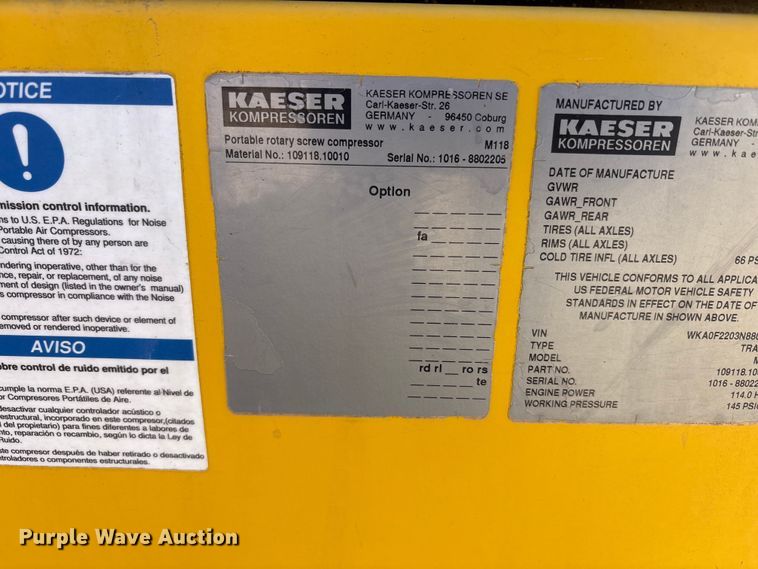 OTICE
mission control information.
ns to U.S. E.P.A. Regulations for Noise
Portable Air Compressors.
causing there of by any person are
Control Act of 1972:
ndering inoperative, other than for the
nce, repair, or replacement, of any noise
ment of design (listed in the owner's manual)
s compressor in compliance with the Noise
compressor after such device or element of
emoved or rendered inoperative.
AVISO
obre control de ruido emitido por el
cumple la norma E.P.A. (USA) referente al Nivel de
or Compresores Portátiles de Aire.
desactivar cualquier controlador acústico o
estructural, incorporado en este compresor,(citados
l del propietario) para fines diferentes a labores de
nto, reparación o recambio, según lo dicta la Ley de
Ruido.
ste compresor después de haber retirado o desactivado
troladores o componentes estructurales.
KAESER
KOMPRESSOREN
KAESER KOMPRESSOREN SE
Carl-Kaeser-Str. 26
GERMANY - 96450 Coburg
www.kaeser.com
Portable rotary screw compressor M118
Material No.: 109118.10010 Serial No.: 1016 - 8802205
Option
fa
rd rl__ro rs
te
MANUFACTURED BY
KAESER
KOMPRESSOREN
KAESER KOM
Carl-Kaeser-Str
GERMANY -
www.kae
DATE OF MANUFACTURE
GVWR
GAWR_FRONT
GAWR_REAR
TIRES (ALL AXLES)
RIMS (ALL AXLES)
COLD TIRE INFL (ALL AXLES) 66 PS
THIS VEHICLE CONFORMS TO ALL APPLICA
US FEDERAL MOTOR VEHICLE SAFETY
STANDARDS IN EFFECT ON THE DATE OF
MANUFACTURE IN SHOWN ABOVE.
VIN WKA0F2203N880
TYPE TRA
MODEL M
PART NO. 109118.10
SERIAL NO. 1016 - 8802
ENGINE POWER 114.0 H
WORKING PRESSURE 145 PSI
Purple Wave Auction